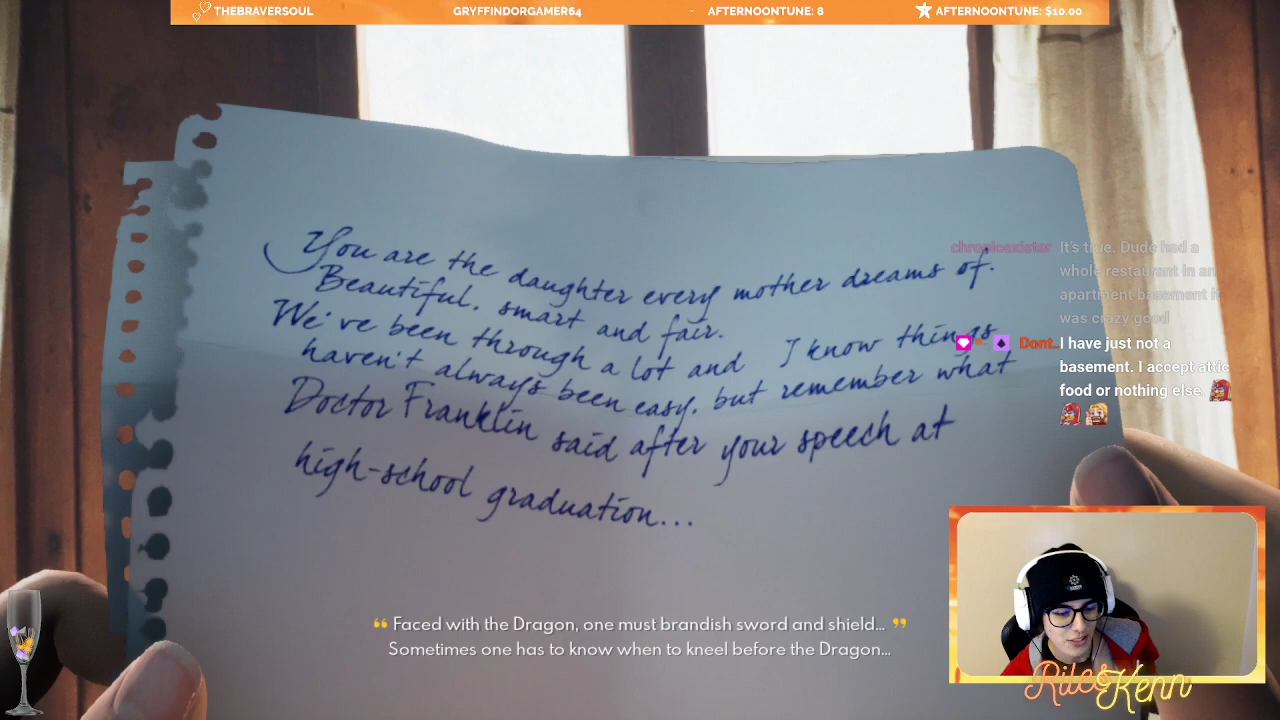 THEBRAVERSOUL
GRYFFINDORGAMER64
- AFTERNOONTUNE: 8
AFTERNOONTUNE: $10.00
You are the daughter every mother dreams of.
Beautiful, smart and fair.
We've been through a lot and I know things
haven't always been easy, but remember what
Doctor Franklin said after your speech at
high-school graduation...
It's true. Dude had a
whole restaurant in an
apartment basement it
was crazy good
Dont..I have just not a
basement. I accept attic
food or nothing else
“ Faced with the Dragon, one must brandish sword and shield... ”
Sometimes one has to know when to kneel before the Dragon...
RilesKenn